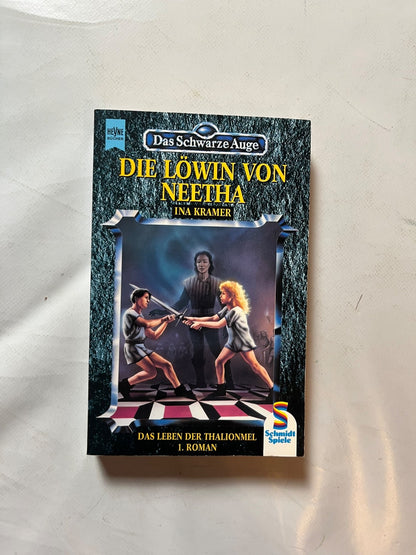 HEYNE
BÜCHER
Das Schwarze Auge
DIE LÖWIN VON
NEETHA
INA KRAMER
DAS LEBEN DER THALIONMEL
1. ROMAN
Schmidt
Spiele